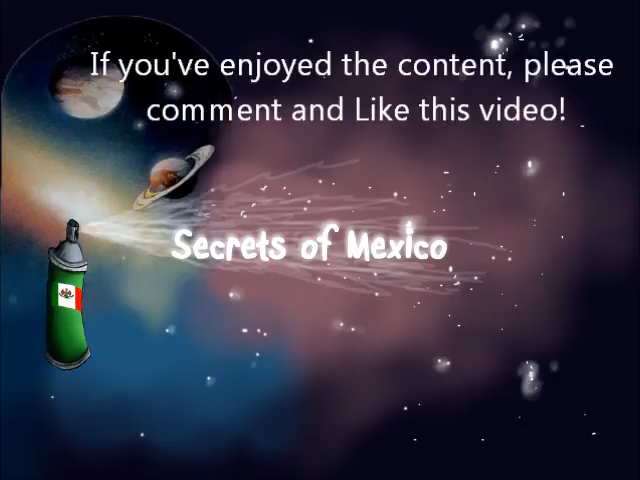 If you've enjoyed the content, please
comment and Like this video!
Secrets of Mexico